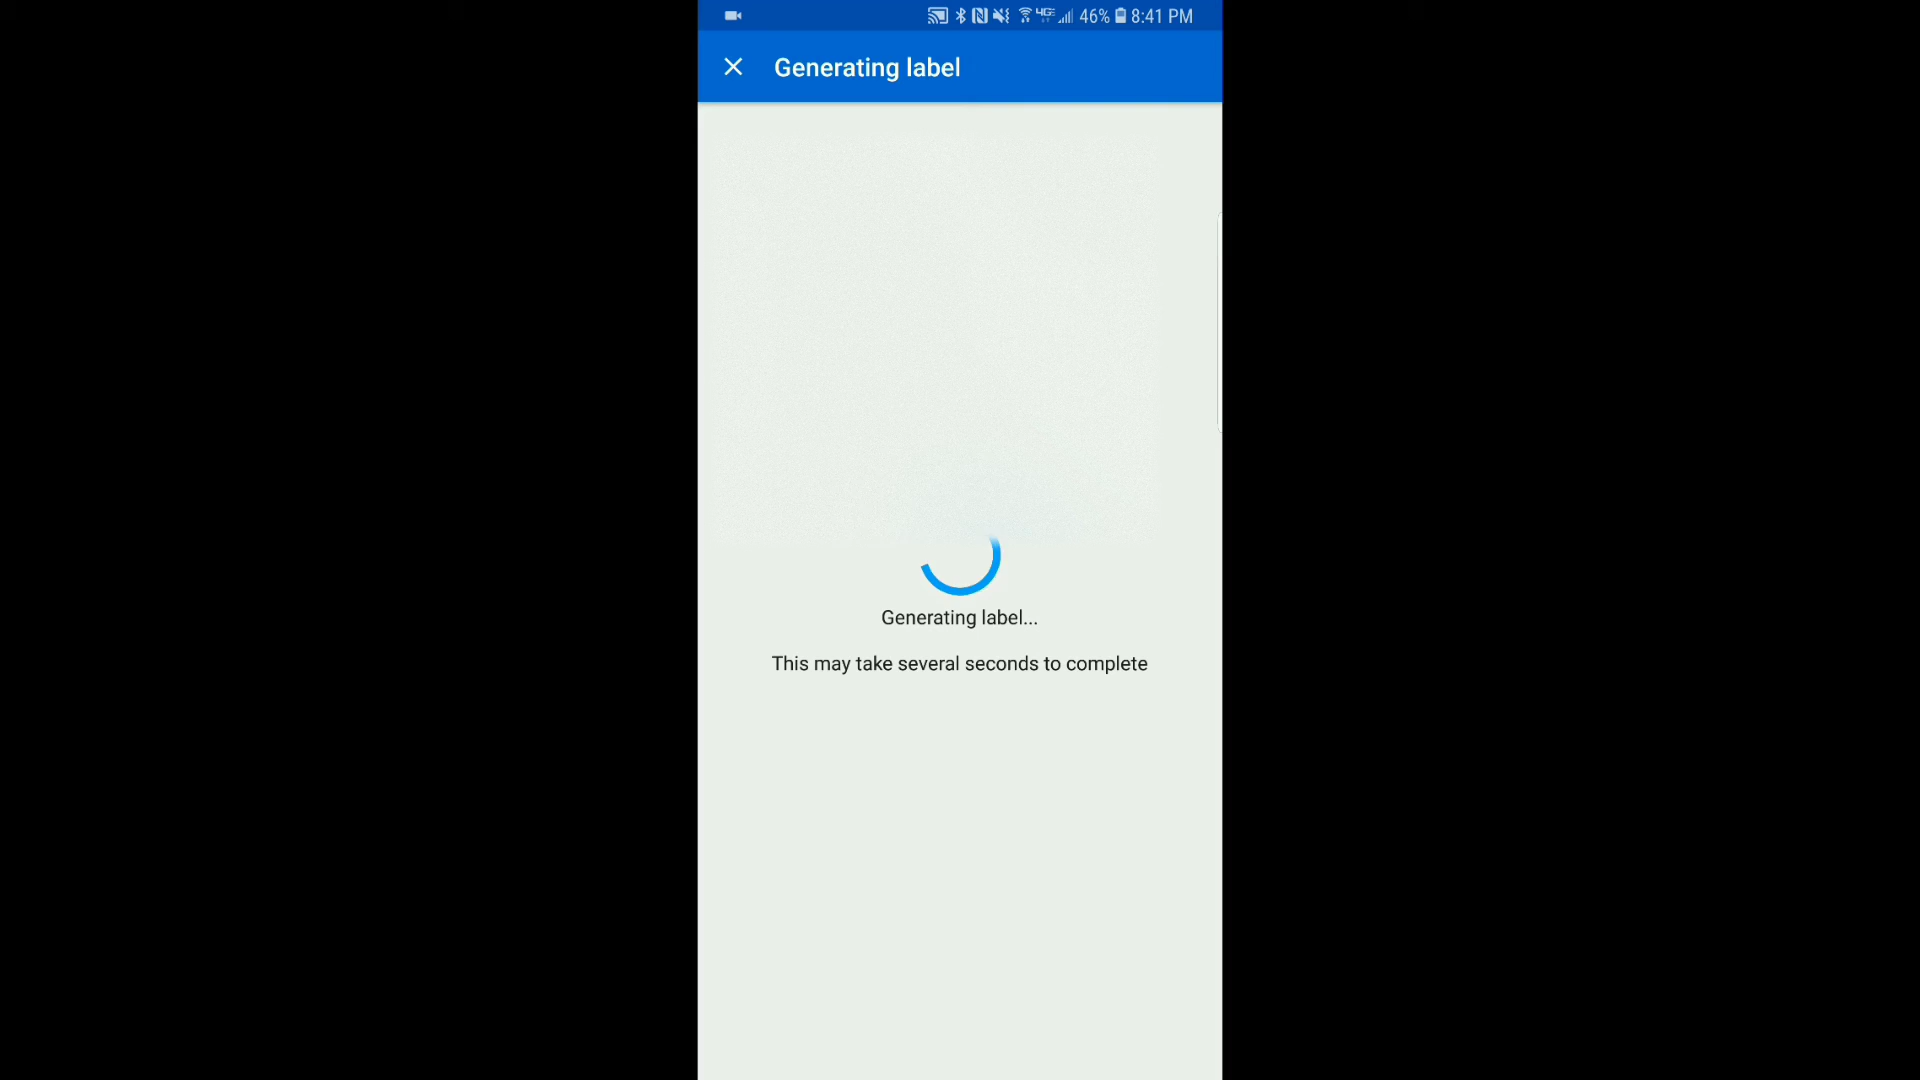 46% 8:41 PM
Generating label
Generating label...
This may take several seconds to complete